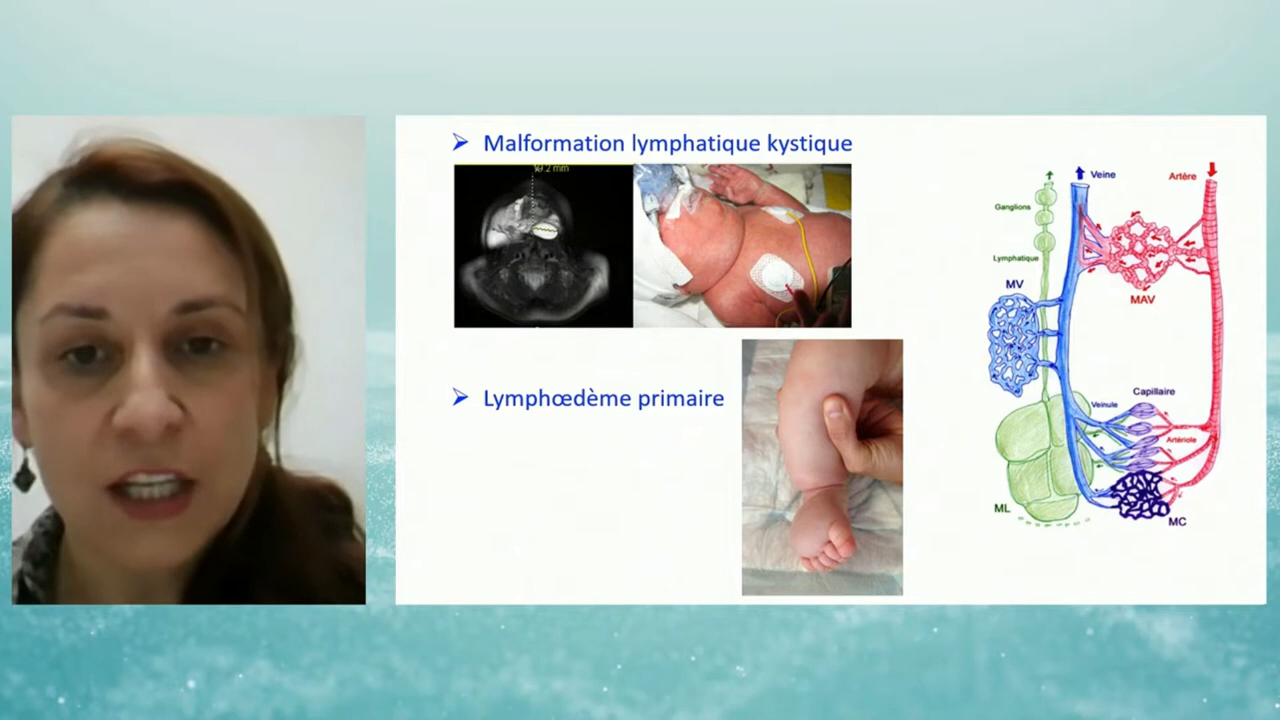 Malformation lymphatique kystique
Lymphœdème primaire
Veine
Artère
Ganglions
Lymphatique
MV
MAV
Capillaire
Veinule
Artériole
ML
MC